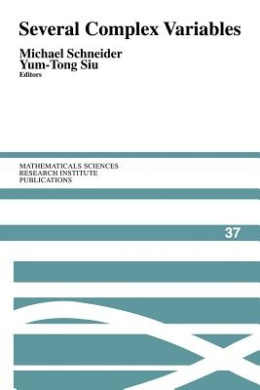 Several Complex Variables
Michael Schneider
Yum-Tong Siu
Editors
MATHEMATICALS SCIENCES
RESEARCH INSTITUTE
PUBLICATIONS
37